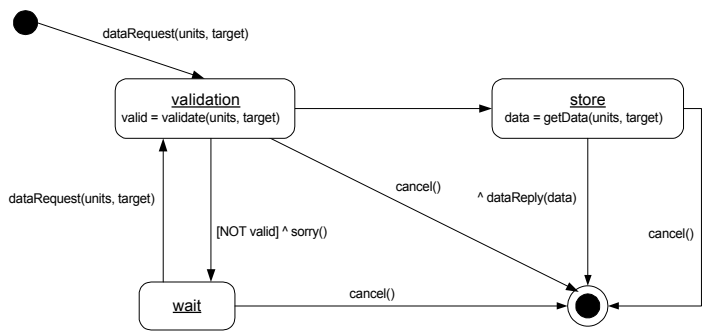 dataRequest(units, target)
validation
valid = validate(units, target)
store
data = getData(units, target)
cancel()
dataRequest(units, target)
^ dataReply(data)
[NOT valid] ^ sorry()
cancel()
wait
cancel()